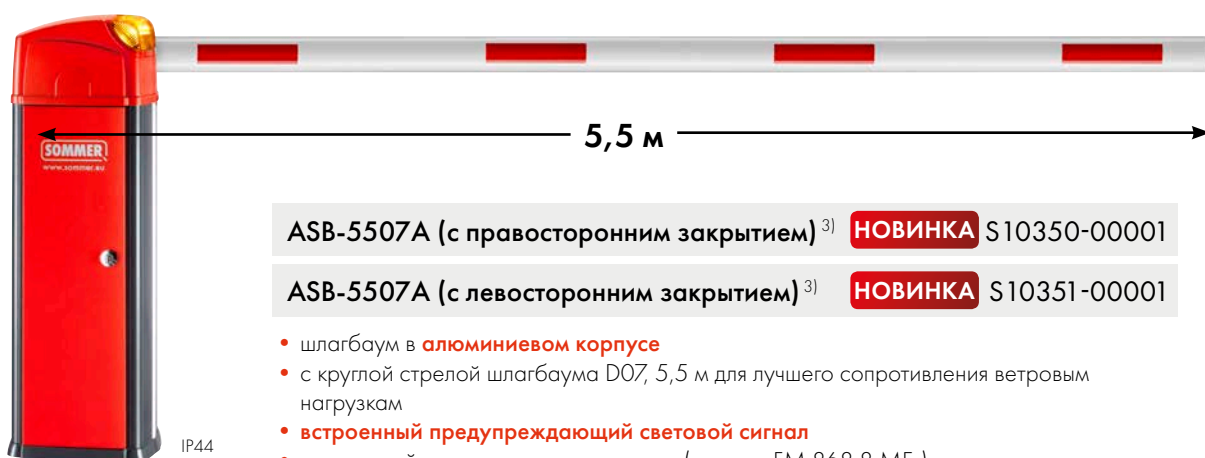 SOMMER
www.sommer.eu
5,5 м
ASB-5507A (с правосторонним закрытием) 3) НОВИНКА S10350-00001
ASB-5507A (с левосторонним закрытием) 3) НОВИНКА S10351-00001
• шлагбаум в алюминиевом корпусе
• с круглой стрелой шлагбаума D07, 5,5 м для лучшего сопротивления ветровым
нагрузкам
• встроенный предупреждающий световой сигнал
IP44